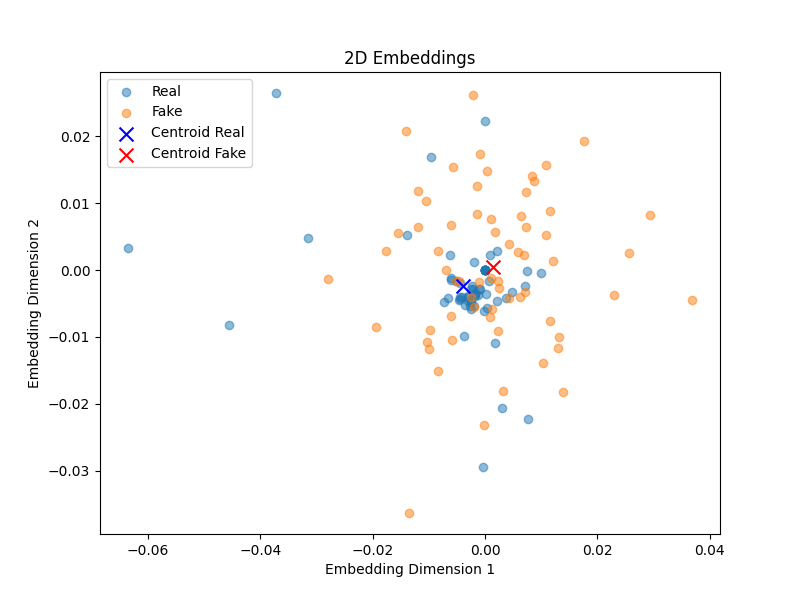 2D Embeddings
Real
Fake
Centroid Real
Centroid Fake
0.02
0.01
0.00
−0.01
−0.02
−0.03
Embedding Dimension 2
−0.06
−0.04
−0.02
0.00
0.02
0.04
Embedding Dimension 1